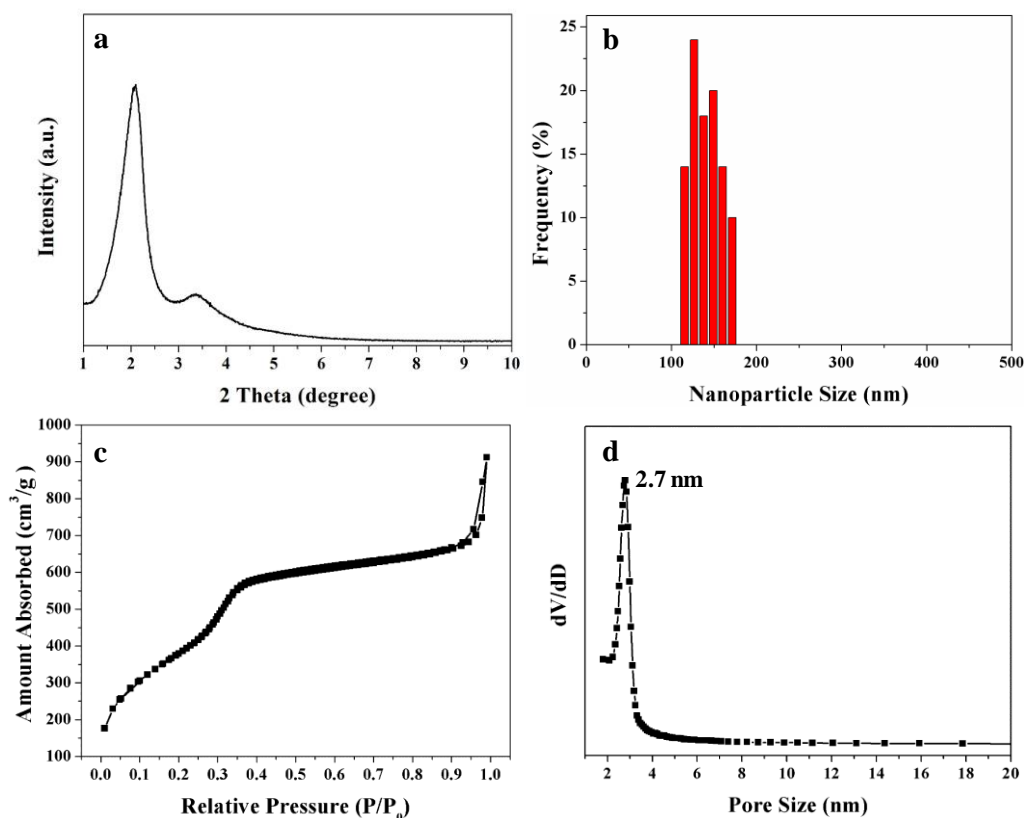 a
Intensity (a.u.)
1 2 3 4 5 6 7 8 9 10
2 Theta (degree)
b
Frequency (%)
25
20
15
10
5
0
0 100 200 300 400 500
Nanoparticle Size (nm)
c
Amount Absorbed (cm³/g )
1000
900
800
700
600
500
400
300
200
100
0.0 0.1 0.2 0.3 0.4 0.5 0.6 0.7 0.8 0.9 1.0
Relative Pressure (P/P₀)
d
2.7 nm
dV/dD
2 4 6 8 10 12 14 16 18 20
Pore Size (nm)